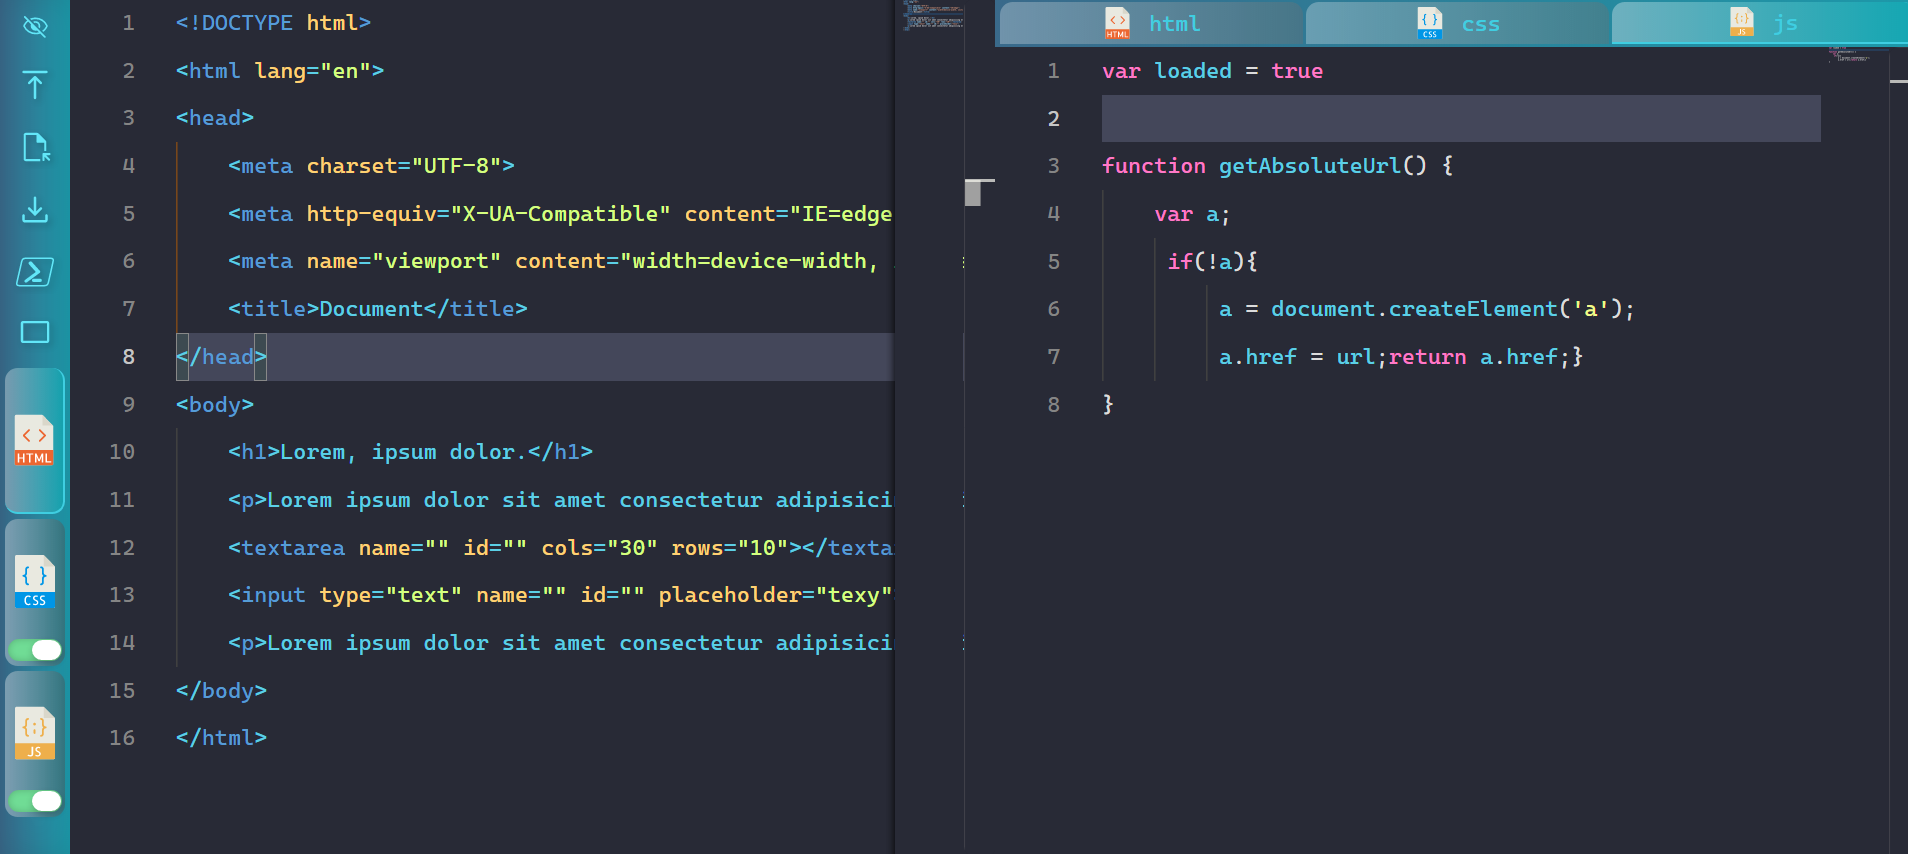 HTML
CSS
JS
1 <!DOCTYPE html>
2 <html lang="en">
3 <head>
4 <meta charset="UTF-8">
5 <meta http-equiv="X-UA-Compatible" content="IE=edge
6 <meta name="viewport" content="width=device-width,
7 <title>Document</title>
8 </head>
9 <body>
10 <h1>Lorem, ipsum dolor.</h1>
11 <p>Lorem ipsum dolor sit amet consectetur adipisici
12 <textarea name="" id="" cols="30" rows="10"></texta
13 <input type="text" name="" id="" placeholder="texy"
14 <p>Lorem ipsum dolor sit amet consectetur adipisici
15 </body>
16 </html>
HTML html
CSS css
JS js
1 var loaded = true
2
3 function getAbsoluteUrl() {
4 var a;
5 if(!a){
6 a = document.createElement('a');
7 a.href = url;return a.href;}
8 }